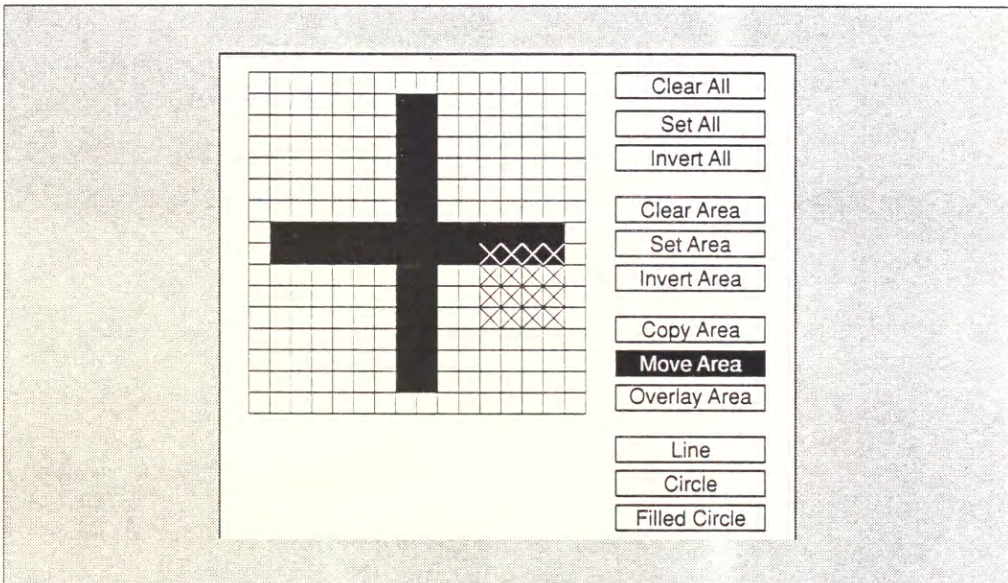 Clear All
Set All
Invert All
Clear Area
Set Area
Invert Area
Copy Area
Move Area
Overlay Area
Line
Circle
Filled Circle